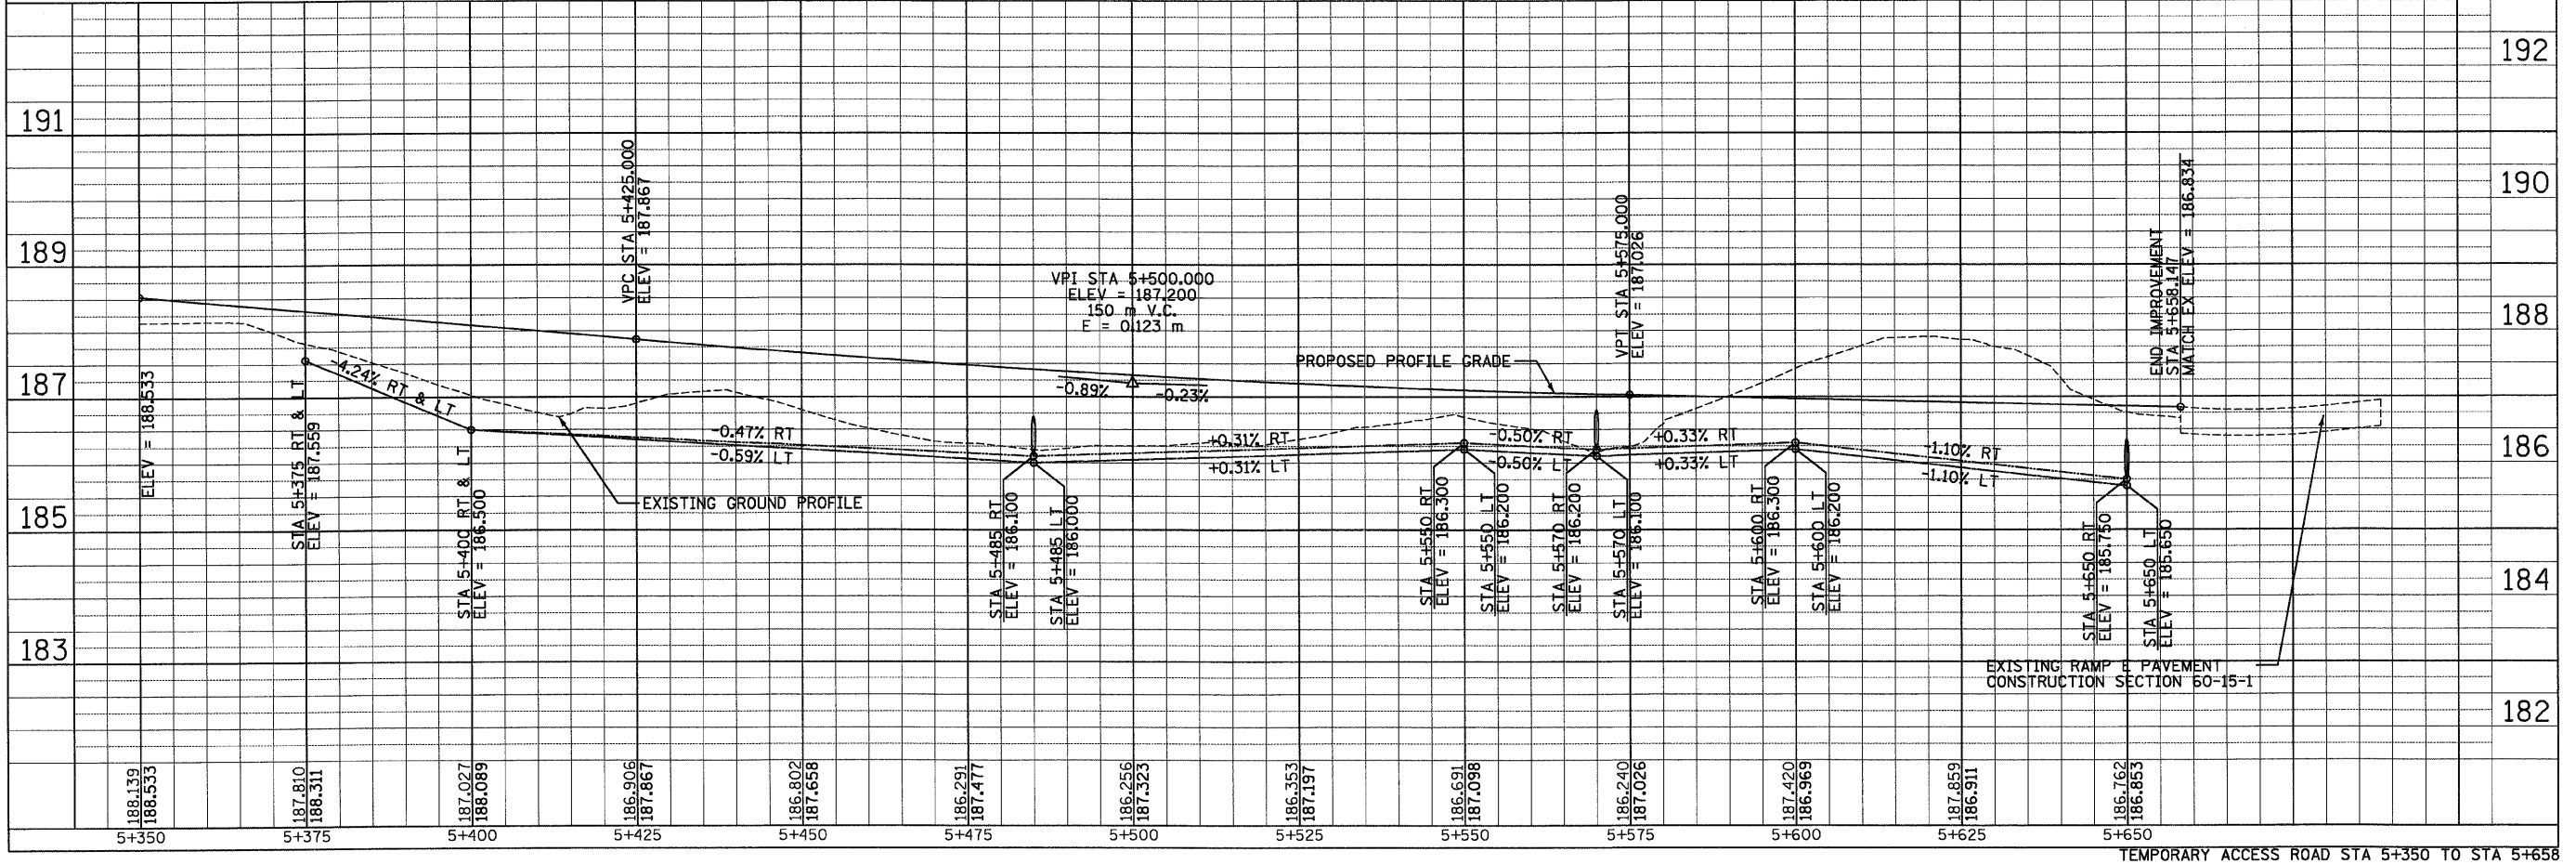 192
191
190
189
188
187
186
185
184
183
182
VPC STA 5+425.000
ELEV = 187.867
VPI STA 5+500.000
ELEV = 187.200
150 m V.C.
E = 0.123 m
-0.89%
-0.23%
PROPOSED PROFILE GRADE
VPT STA 5+575.000
ELEV = 187.026
END IMPROVEMENT
STA 5+658.147
MATCH EX ELEV = 186.834
ELEV = 188.533
STA 5+375 RT & LT
ELEV = 187.559
-4.24% RT & LT
STA 5+400 RT & LT
ELEV = 186.500
-0.47% RT
-0.59% LT
EXISTING GROUND PROFILE
STA 5+485 RT
ELEV = 186.100
STA 5+485 LT
ELEV = 186.000
+0.31% RT
+0.31% LT
STA 5+550 RT
ELEV = 186.300
STA 5+550 LT
ELEV = 186.200
-0.50% RT
-0.50% LT
STA 5+570 RT
ELEV = 186.200
STA 5+570 LT
ELEV = 186.100
+0.33% RT
+0.33% LT
STA 5+600 RT
ELEV = 186.300
STA 5+600 LT
ELEV = 186.200
-1.10% RT
-1.10% LT
STA 5+650 RT
ELEV = 185.750
STA 5+650 LT
ELEV = 185.650
EXISTING RAMP E PAVEMENT
CONSTRUCTION SECTION 60-15-1
188.139
188.533
187.810
188.311
187.027
188.089
186.906
187.867
186.802
187.658
186.291
187.477
186.256
187.323
186.353
187.197
186.691
187.098
186.240
187.026
187.420
186.969
187.859
186.911
186.762
186.853
5+350
5+375
5+400
5+425
5+450
5+475
5+500
5+525
5+550
5+575
5+600
5+625
5+650
TEMPORARY ACCESS ROAD STA 5+350 TO STA 5+658